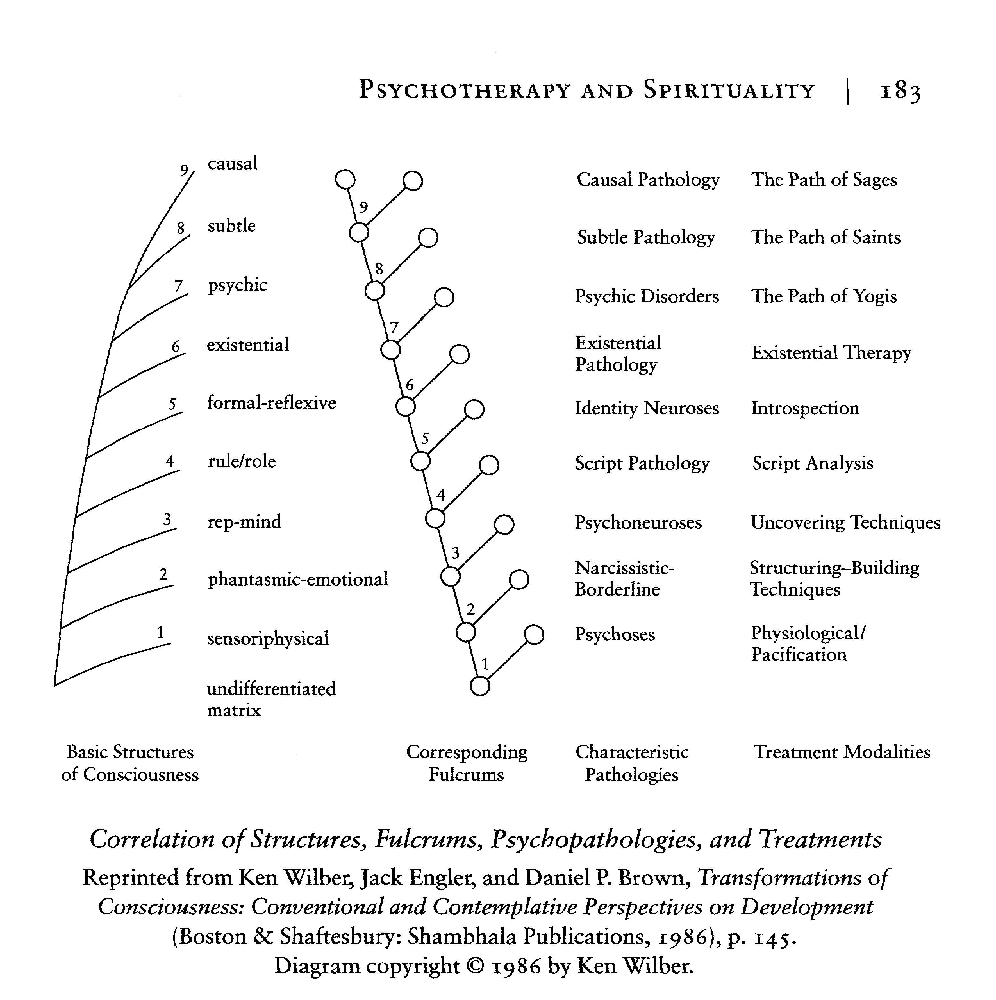 PSYCHOTHERAPY AND SPIRITUALITY | 183
9 causal
9
Causal Pathology The Path of Sages
8 subtle
8
Subtle Pathology The Path of Saints
7 psychic
7
Psychic Disorders The Path of Yogis
6 existential
6
Existential
Pathology
Existential Therapy
5 formal-reflexive
5
Identity Neuroses Introspection
4 rule/role
4
Script Pathology Script Analysis
3 rep-mind
3
Psychoneuroses Uncovering Techniques
2 phantasmic-emotional
2
Narcissistic-
Borderline
Structuring–Building
Techniques
1 sensoriphysical
1
Psychoses
Physiological/
Pacification
undifferentiated
matrix
Basic Structures
of Consciousness
Corresponding
Fulcrums
Characteristic
Pathologies
Treatment Modalities
Correlation of Structures, Fulcrums, Psychopathologies, and Treatments
Reprinted from Ken Wilber, Jack Engler, and Daniel P. Brown, Transformations of
Consciousness: Conventional and Contemplative Perspectives on Development
(Boston & Shaftesbury: Shambhala Publications, 1986), p. 145.
Diagram copyright © 1986 by Ken Wilber.